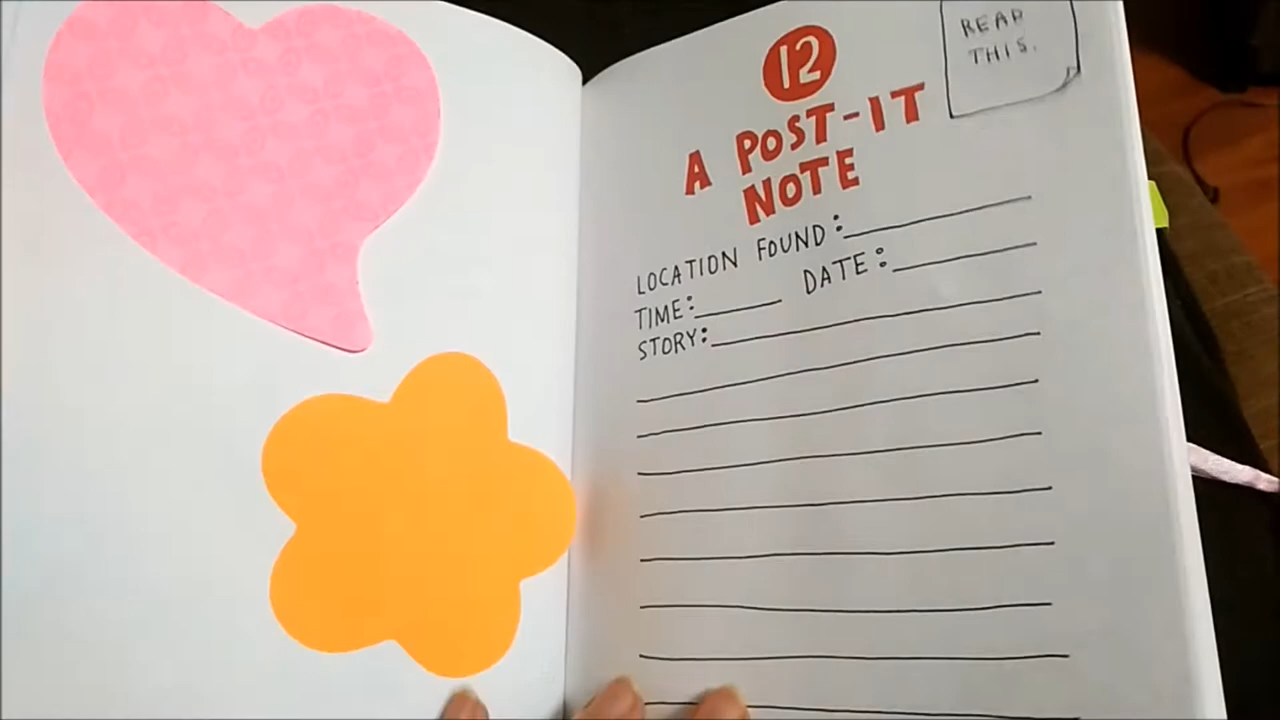 12
READ
THIS.
A POST-IT
NOTE
LOCATION FOUND:
TIME: DATE:
STORY: